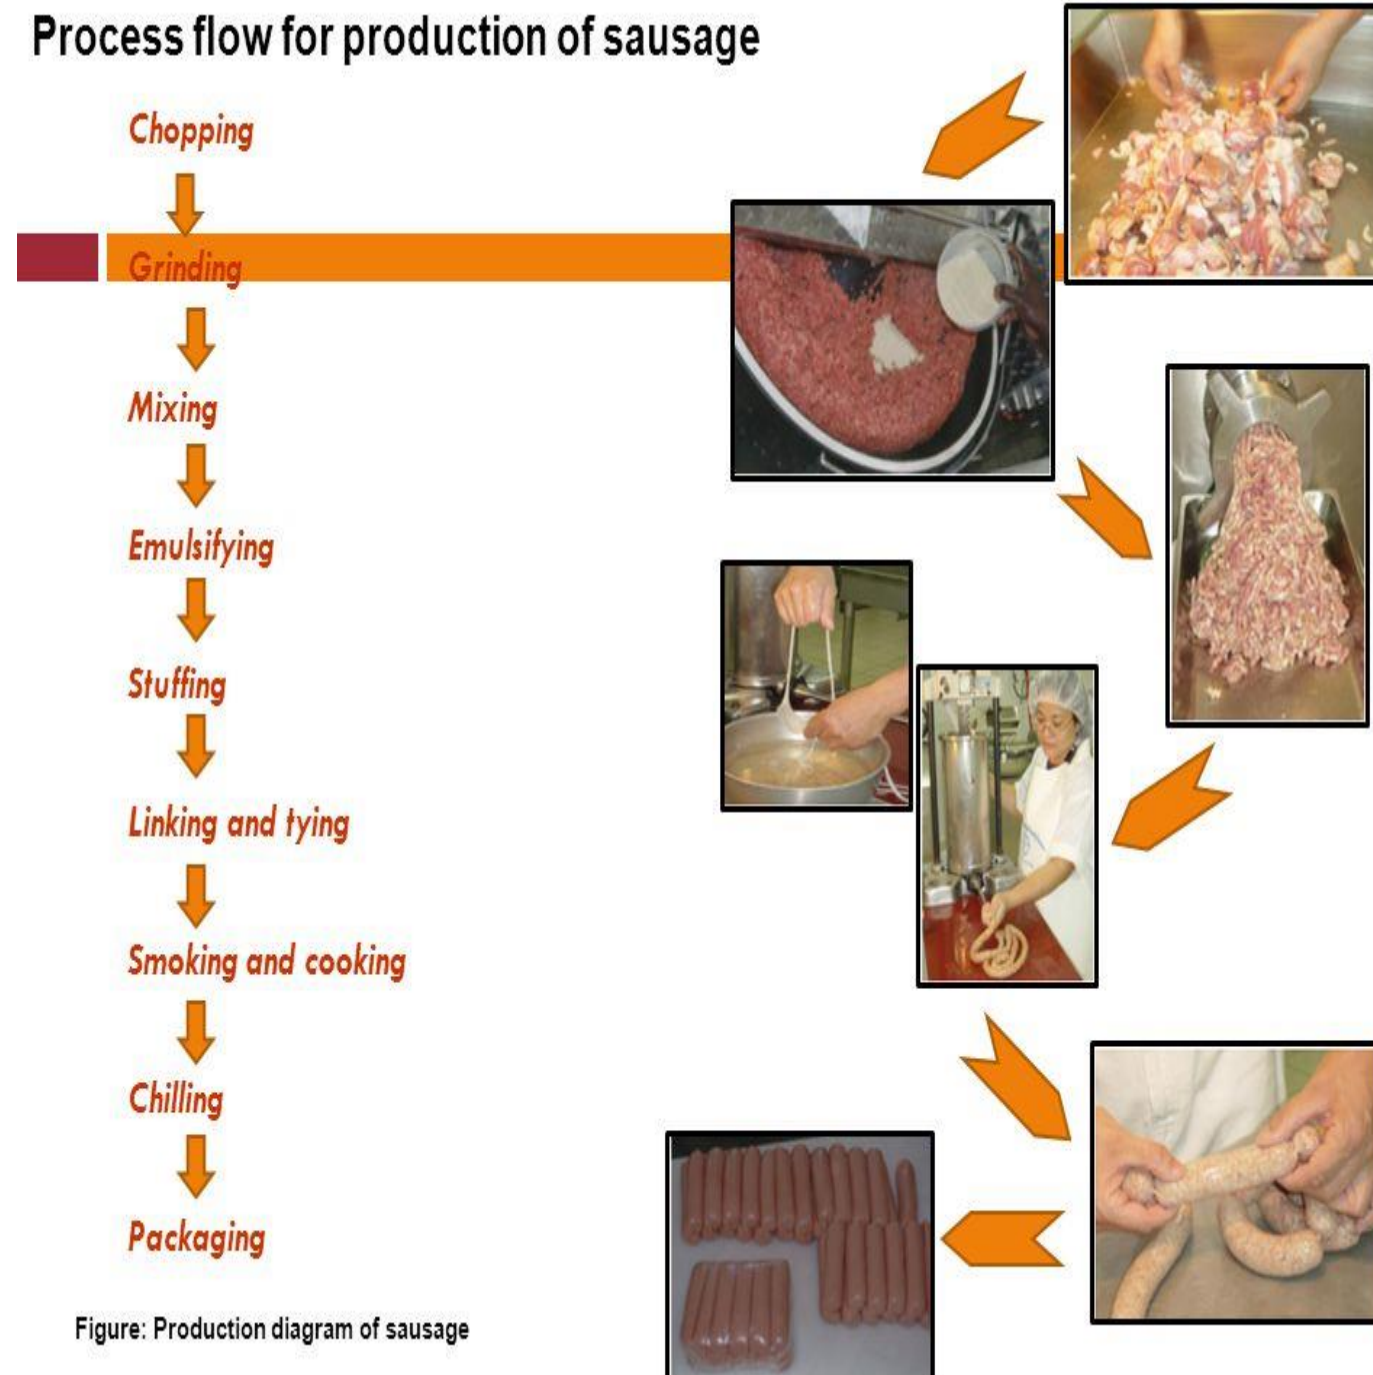 Process flow for production of sausage
Chopping
Grinding
Mixing
Emulsifying
Stuffing
Linking and tying
Smoking and cooking
Chilling
Packaging
Figure: Production diagram of sausage